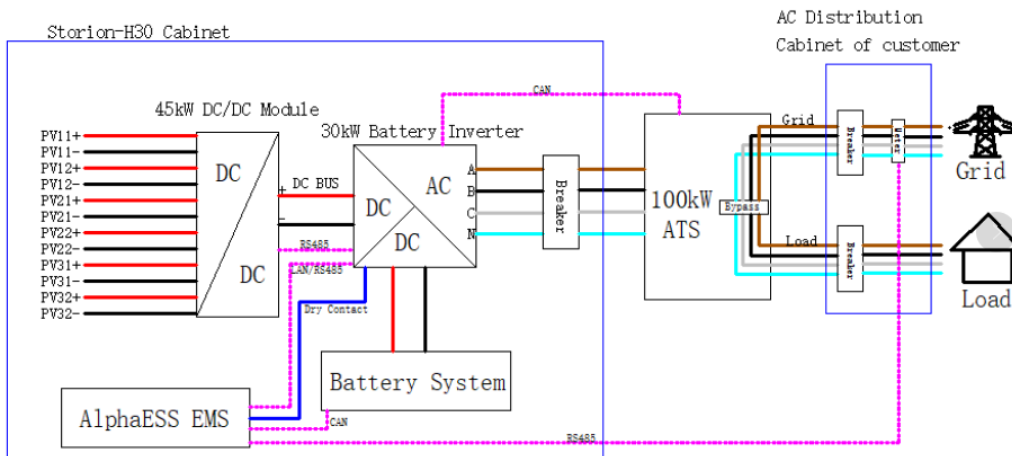 Storion-H30 Cabinet
AC Distribution
Cabinet of customer
45kW DC/DC Module
30kW Battery Inverter
CAN
PV11+
PV11-
PV12+
PV12-
PV21+
PV21-
PV22+
PV22-
PV31+
PV31-
PV32+
PV32-
DC
DC
+ DC BUS
-
RS485
LAN/RS485
Dry Contact
DC
AC
DC
A
B
C
N
Breaker
100kW
ATS
Bypass
Grid
Load
Breaker
Meter
Breaker
+
Grid
Load
Battery System
AlphaESS EMS
CAN
RS485